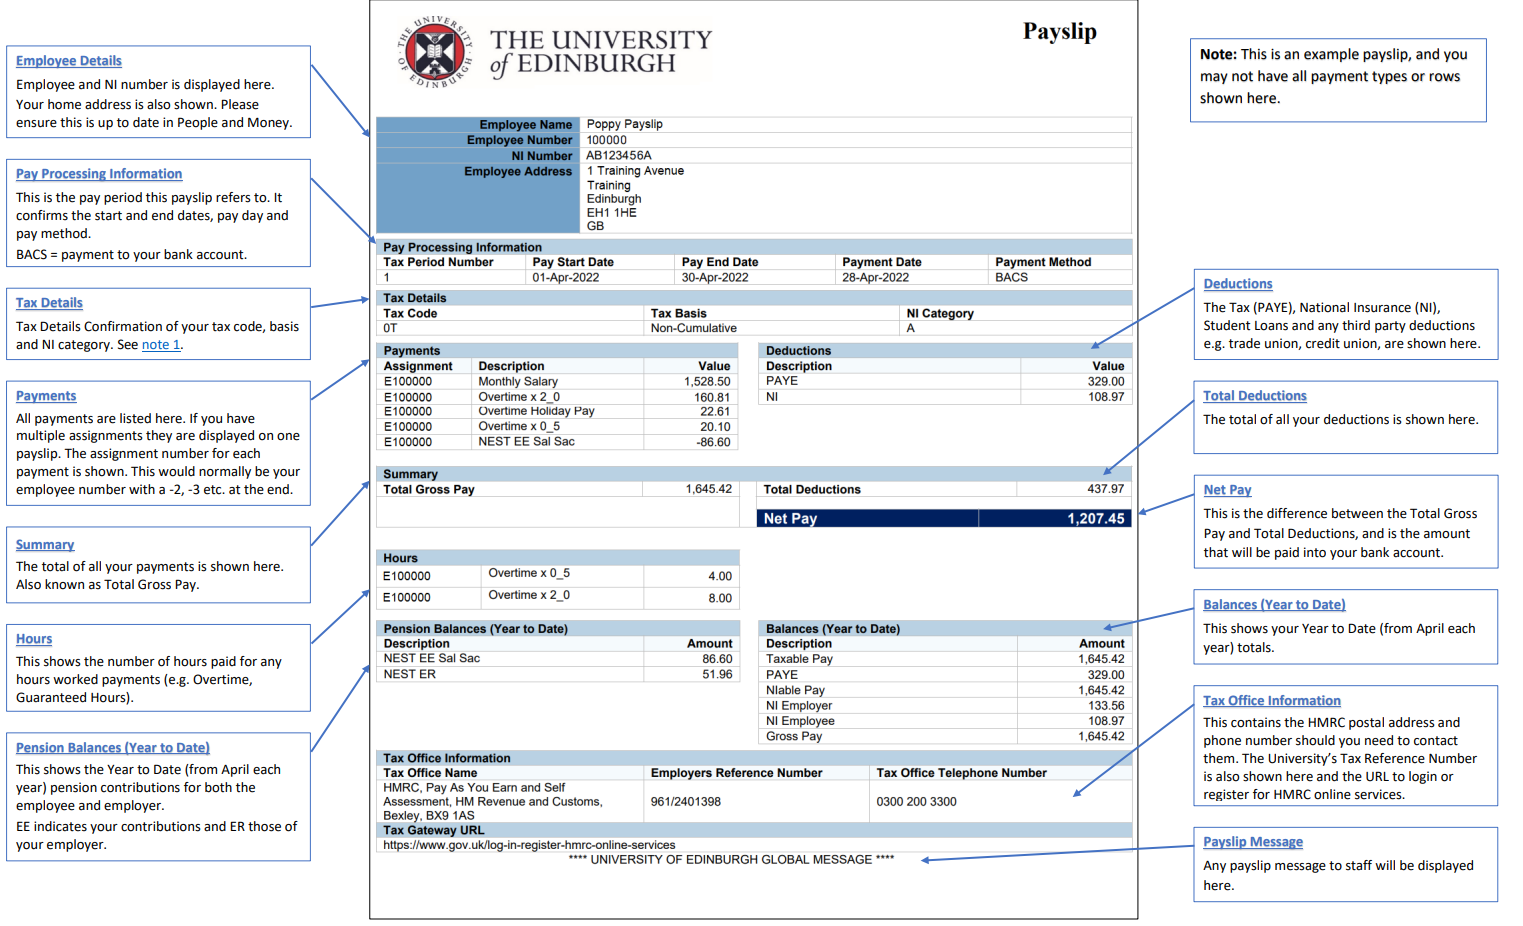 THE UNIVERSITY
of EDINBURGH
THE UNIVERSITY OF EDINBURGH
Payslip
Note: This is an example payslip, and you
may not have all payment types or rows
shown here.
Employee Details
Employee and NI number is displayed here.
Your home address is also shown. Please
ensure this is up to date in People and Money.
Pay Processing Information
This is the pay period this payslip refers to. It
confirms the start and end dates, pay day and
pay method.
BACS = payment to your bank account.
Tax Details
Tax Details Confirmation of your tax code, basis
and NI category. See note 1.
Payments
All payments are listed here. If you have
multiple assignments they are displayed on one
payslip. The assignment number for each
payment is shown. This would normally be your
employee number with a -2, -3 etc. at the end.
Summary
The total of all your payments is shown here.
Also known as Total Gross Pay.
Hours
This shows the number of hours paid for any
hours worked payments (e.g. Overtime,
Guaranteed Hours).
Pension Balances (Year to Date)
This shows the Year to Date (from April each
year) pension contributions for both the
employee and employer.
EE indicates your contributions and ER those of
your employer.
Employee Name Poppy Payslip
Employee Number 100000
NI Number AB123456A
Employee Address 1 Training Avenue
Training
Edinburgh
EH1 1HE
GB
Pay Processing Information
Tax Period Number Pay Start Date Pay End Date Payment Date Payment Method
1 01-Apr-2022 30-Apr-2022 28-Apr-2022 BACS
Tax Details
Tax Code Tax Basis NI Category
0T Non-Cumulative A
Payments
Assignment Description Value
E100000 Monthly Salary 1,528.50
E100000 Overtime x 2_0 160.81
E100000 Overtime Holiday Pay 22.61
E100000 Overtime x 0_5 20.10
E100000 NEST EE Sal Sac -86.60
Deductions
Description Value
PAYE 329.00
NI 108.97
Summary
Total Gross Pay 1,645.42 Total Deductions 437.97
Net Pay 1,207.45
Hours
E100000 Overtime x 0_5 4.00
E100000 Overtime x 2_0 8.00
Pension Balances (Year to Date)
Description Amount
NEST EE Sal Sac 86.60
NEST ER 51.96
Balances (Year to Date)
Description Amount
Taxable Pay 1,645.42
PAYE 329.00
NIable Pay 1,645.42
NI Employer 133.56
NI Employee 108.97
Gross Pay 1,645.42
Tax Office Information
Tax Office Name Employers Reference Number Tax Office Telephone Number
HMRC, Pay As You Earn and Self
Assessment, HM Revenue and Customs, 961/2401398 0300 200 3300
Bexley, BX9 1AS
Tax Gateway URL
https://www.gov.uk/log-in-register-hmrc-online-services
**** UNIVERSITY OF EDINBURGH GLOBAL MESSAGE ****
Deductions
The Tax (PAYE), National Insurance (NI),
Student Loans and any third party deductions
e.g. trade union, credit union, are shown here.
Total Deductions
The total of all your deductions is shown here.
Net Pay
This is the difference between the Total Gross
Pay and Total Deductions, and is the amount
that will be paid into your bank account.
Balances (Year to Date)
This shows your Year to Date (from April each
year) totals.
Tax Office Information
This contains the HMRC postal address and
phone number should you need to contact
them. The University's Tax Reference Number
is also shown here and the URL to login or
register for HMRC online services.
Payslip Message
Any payslip message to staff will be displayed
here.